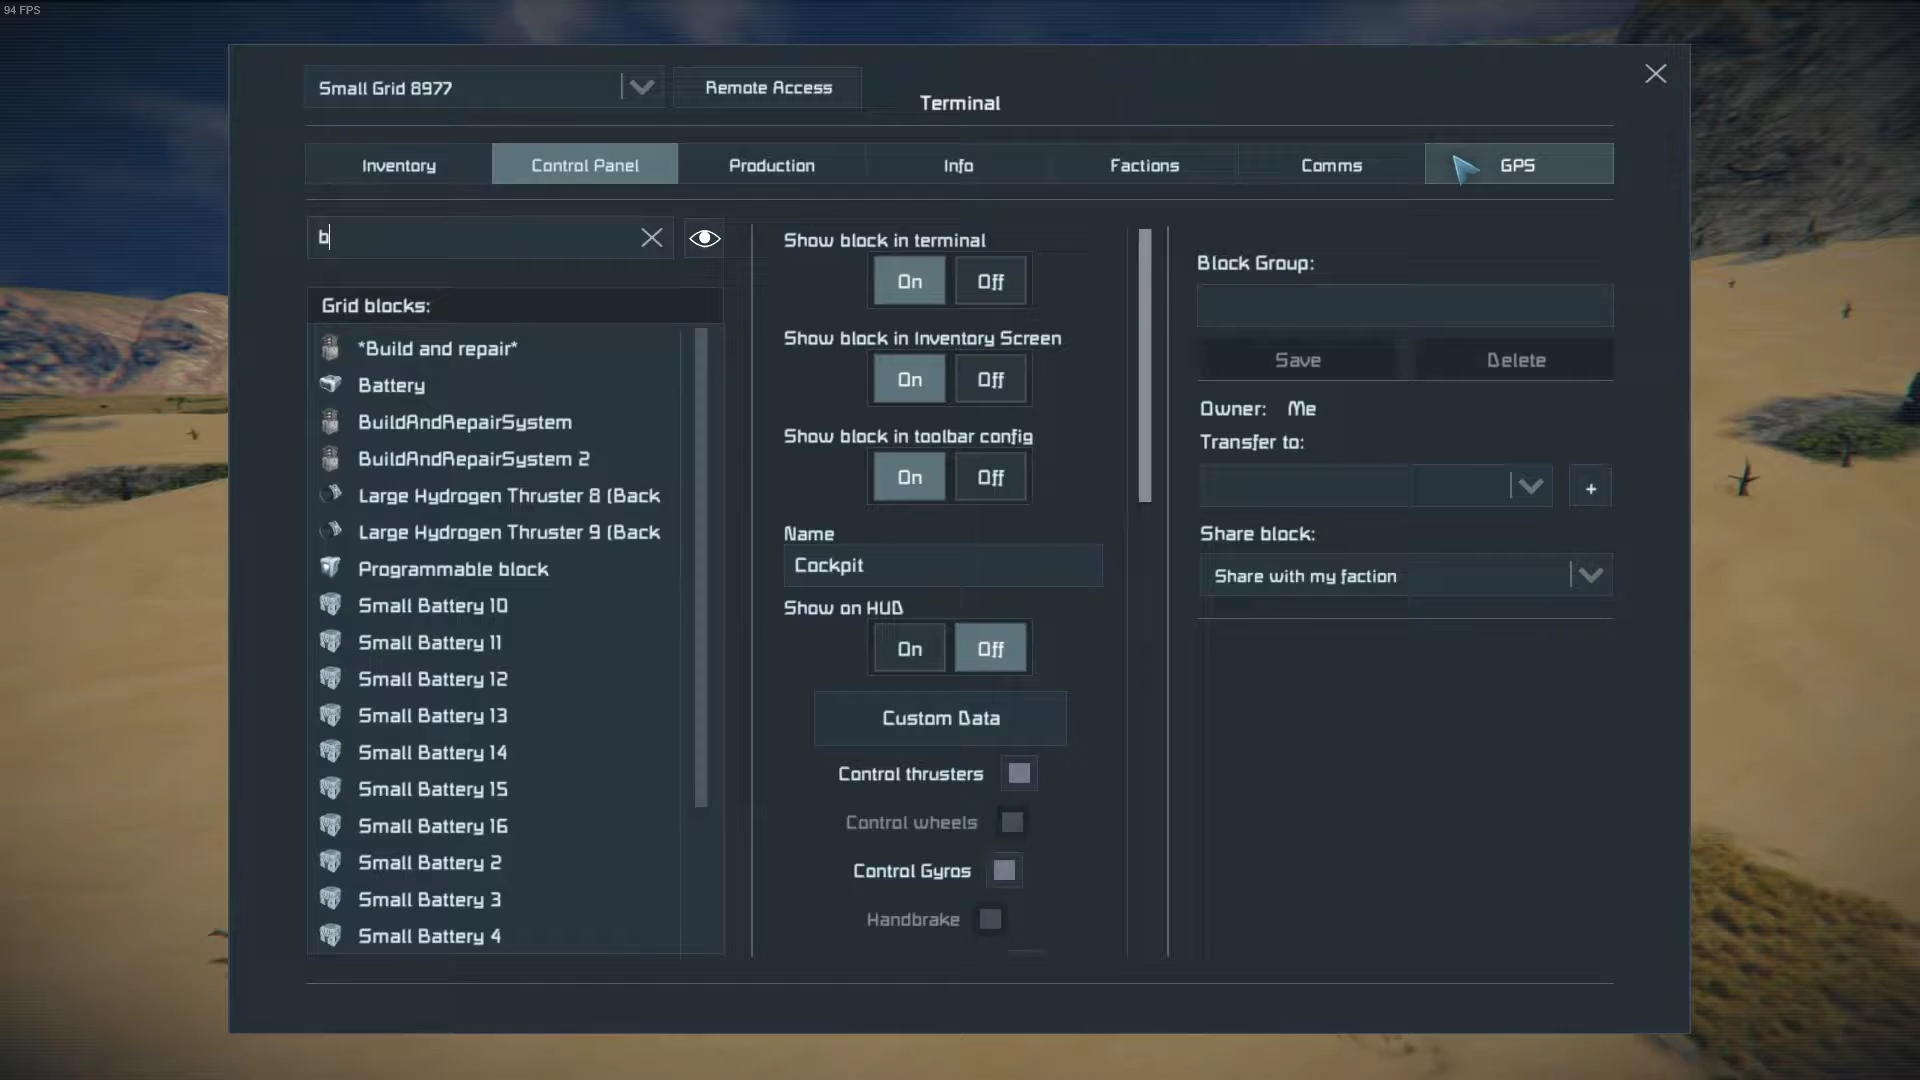 94 FPS
Small Grid 8977
Remote Access
Terminal
Inventory
Control Panel
Production
Info
Factions
Comms
GPS
b
Grid blocks:
*Build and repair*
Battery
BuildAndRepairSystem
BuildAndRepairSystem 2
Large Hydrogen Thruster 8 (Back
Large Hydrogen Thruster 9 (Back
Programmable block
Small Battery 10
Small Battery 11
Small Battery 12
Small Battery 13
Small Battery 14
Small Battery 15
Small Battery 16
Small Battery 2
Small Battery 3
Small Battery 4
Show block in terminal
On Off
Show block in Inventory Screen
On Off
Show block in toolbar config
On Off
Name
Cockpit
Show on HUD
On Off
Custom Data
Control thrusters
Control wheels
Control Gyros
Handbrake
Block Group:
Save Delete
Owner: Me
Transfer to:
+
Share block:
Share with my faction